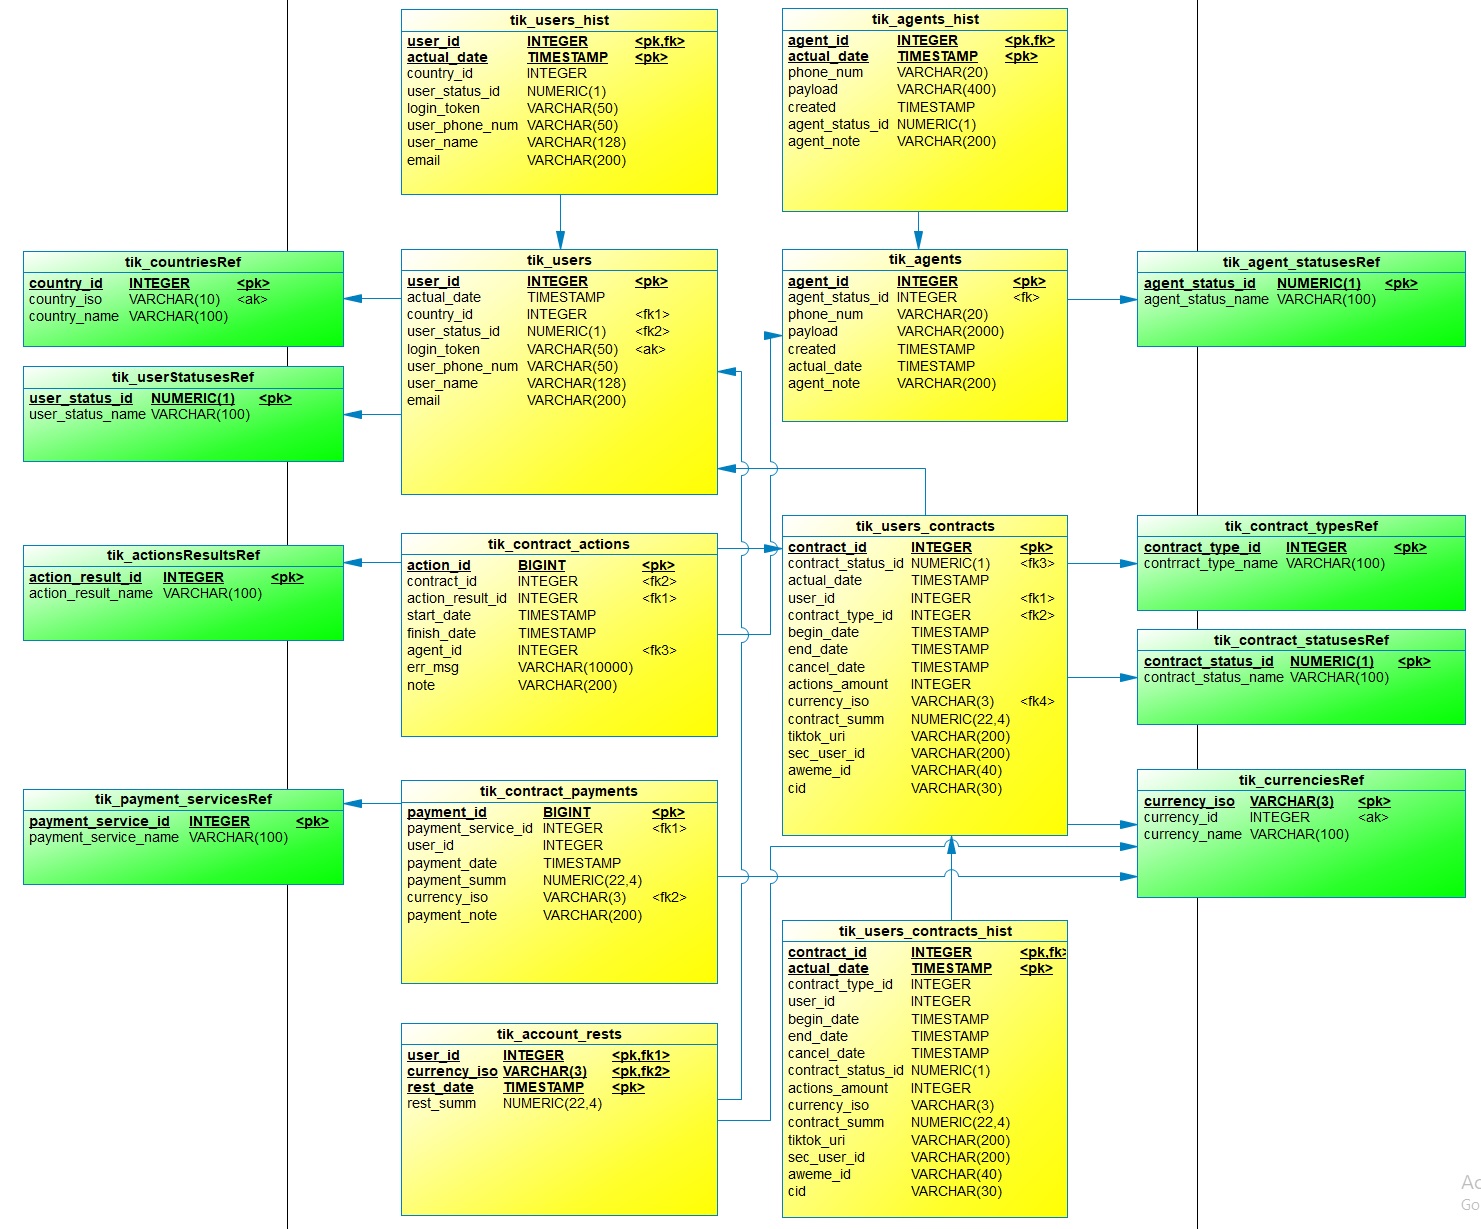 tik_users_hist
user_id INTEGER <pk,fk>
actual_date TIMESTAMP <pk>
country_id INTEGER
user_status_id NUMERIC(1)
login_token VARCHAR(50)
user_phone_num VARCHAR(50)
user_name VARCHAR(128)
email VARCHAR(200)
tik_agents_hist
agent_id INTEGER <pk,fk>
actual_date TIMESTAMP <pk>
phone_num VARCHAR(20)
payload VARCHAR(400)
created TIMESTAMP
agent_status_id NUMERIC(1)
agent_note VARCHAR(200)
tik_countriesRef
country_id INTEGER <pk>
country_iso VARCHAR(10) <ak>
country_name VARCHAR(100)
tik_users
user_id INTEGER <pk>
actual_date TIMESTAMP
country_id INTEGER <fk1>
user_status_id NUMERIC(1) <fk2>
login_token VARCHAR(50) <ak>
user_phone_num VARCHAR(50)
user_name VARCHAR(128)
email VARCHAR(200)
tik_agents
agent_id INTEGER <pk>
agent_status_id INTEGER <fk>
phone_num VARCHAR(20)
payload VARCHAR(2000)
created TIMESTAMP
actual_date TIMESTAMP
agent_note VARCHAR(200)
tik_agent_statusesRef
agent_status_id NUMERIC(1) <pk>
agent_status_name VARCHAR(100)
tik_userStatusesRef
user_status_id NUMERIC(1) <pk>
user_status_name VARCHAR(100)
tik_actionsResultsRef
action_result_id INTEGER <pk>
action_result_name VARCHAR(100)
tik_contract_actions
action_id BIGINT <pk>
contract_id INTEGER <fk2>
action_result_id INTEGER <fk1>
start_date TIMESTAMP
finish_date TIMESTAMP
agent_id INTEGER <fk3>
err_msg VARCHAR(10000)
note VARCHAR(200)
tik_users_contracts
contract_id INTEGER <pk>
contract_status_id NUMERIC(1) <fk3>
actual_date TIMESTAMP
user_id INTEGER <fk1>
contract_type_id INTEGER <fk2>
begin_date TIMESTAMP
end_date TIMESTAMP
cancel_date TIMESTAMP
actions_amount INTEGER
currency_iso VARCHAR(3) <fk4>
contract_summ NUMERIC(22,4)
tiktok_uri VARCHAR(200)
sec_user_id VARCHAR(200)
aweme_id VARCHAR(40)
cid VARCHAR(30)
tik_contract_typesRef
contract_type_id INTEGER <pk>
contract_type_name VARCHAR(100)
tik_contract_statusesRef
contract_status_id NUMERIC(1) <pk>
contract_status_name VARCHAR(100)
tik_currenciesRef
currency_iso VARCHAR(3) <pk>
currency_id INTEGER <ak>
currency_name VARCHAR(100)
tik_payment_servicesRef
payment_service_id INTEGER <pk>
payment_service_name VARCHAR(100)
tik_contract_payments
payment_id BIGINT <pk>
payment_service_id INTEGER <fk1>
user_id INTEGER
payment_date TIMESTAMP
payment_summ NUMERIC(22,4)
currency_iso VARCHAR(3) <fk2>
payment_note VARCHAR(200)
tik_users_contracts_hist
contract_id INTEGER <pk,fk>
actual_date TIMESTAMP <pk>
contract_type_id INTEGER
user_id INTEGER
begin_date TIMESTAMP
end_date TIMESTAMP
cancel_date TIMESTAMP
contract_status_id NUMERIC(1)
actions_amount INTEGER
currency_iso VARCHAR(3)
contract_summ NUMERIC(22,4)
tiktok_uri VARCHAR(200)
sec_user_id VARCHAR(200)
aweme_id VARCHAR(40)
cid VARCHAR(30)
tik_account_rests
user_id INTEGER <pk,fk1>
currency_iso VARCHAR(3) <pk,fk2>
rest_date TIMESTAMP <pk>
rest_summ NUMERIC(22,4)
Ac
Go